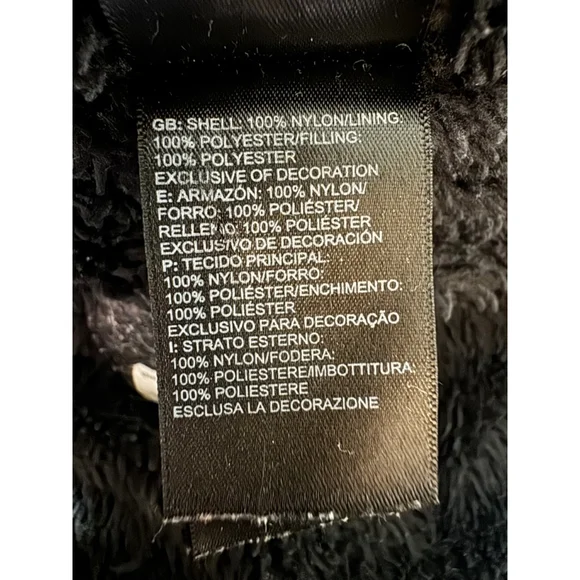 GB: SHELL: 100% NYLON/LINING:
100% POLYESTER/FILLING:
100% POLYESTER
EXCLUSIVE OF DECORATION
E: ARMAZÓN: 100% NYLON/
FORRO: 100% POLIÉSTER/
RELLENO: 100% POLIÉSTER
EXCLUSIVO DE DECORACIÓN
P: TECIDO PRINCIPAL:
100% NYLON/FORRO:
100% POLIÉSTER/ENCHIMENTO:
100% POLIÉSTER
EXCLUSIVO PARA DECORAÇÃO
I: STRATO ESTERNO:
100% NYLON/FODERA:
100% POLIESTERE/IMBOTTITURA:
100% POLIESTERE
ESCLUSA LA DECORAZIONE